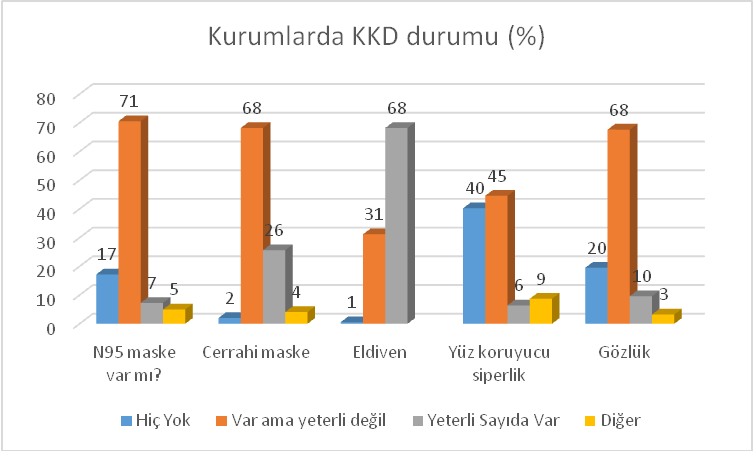 Kurumlarda KKD durumu (%)
80
70
60
50
40
30
20
10
0
17
71
7
5
2
68
26
4
1
31
68
40
45
6
9
20
68
10
3
N95 maske var mı?
Cerrahi maske
Eldiven
Yüz koruyucu siperlik
Gözlük
Hiç Yok
Var ama yeterli değil
Yeterli Sayıda Var
Diğer